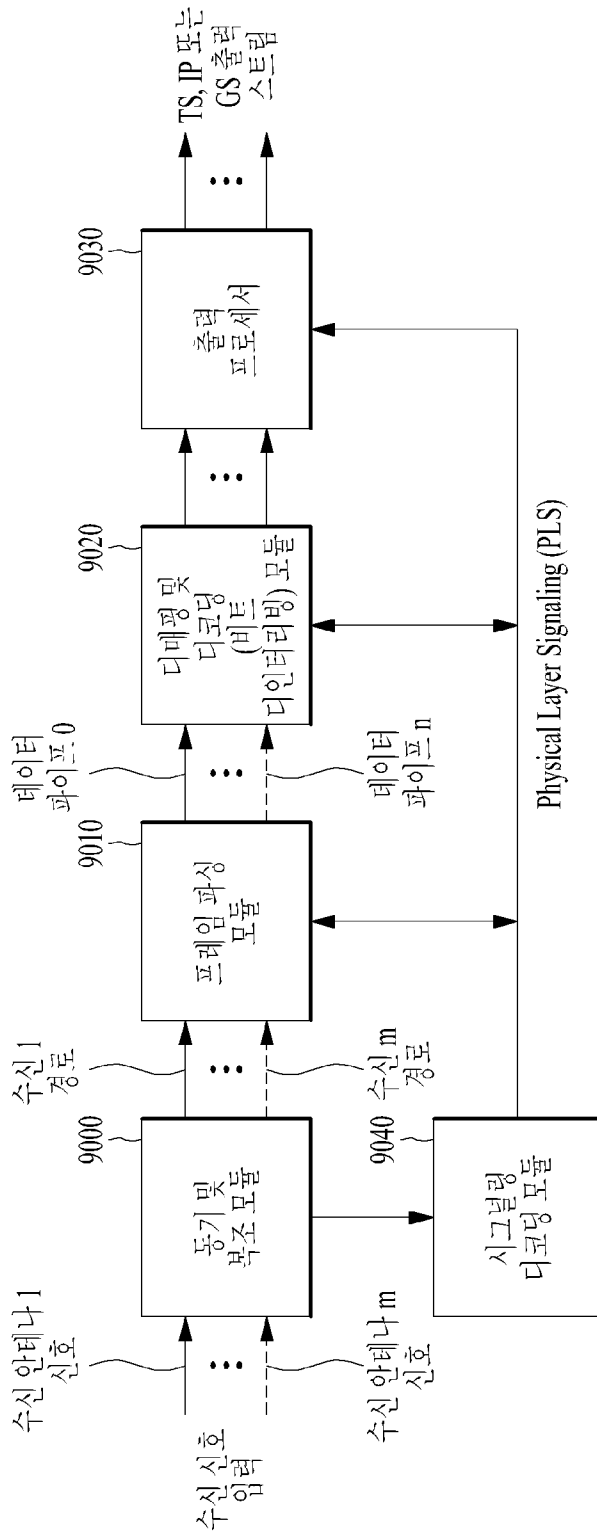 수신 신호
입력
수신 안테나 1
신호
수신 안테나 m
신호
9000
동기 및
복조 모듈
수신 1
경로
수신 m
경로
9010
프레임 파싱
모듈
데이터
파이프 0
데이터
파이프 n
9020
디매핑 및
디코딩
(비트
디인터리빙) 모듈
9030
출력
프로세서
TS, IP 또는
GS 출력
스트림
9040
시그널링
디코딩 모듈
Physical Layer Signaling (PLS)